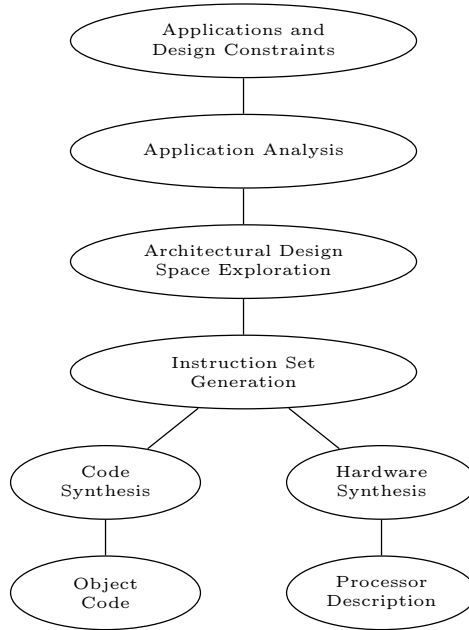 Applications and
Design Constraints
Application Analysis
Architectural Design
Space Exploration
Instruction Set
Generation
Code
Synthesis
Hardware
Synthesis
Object
Code
Processor
Description